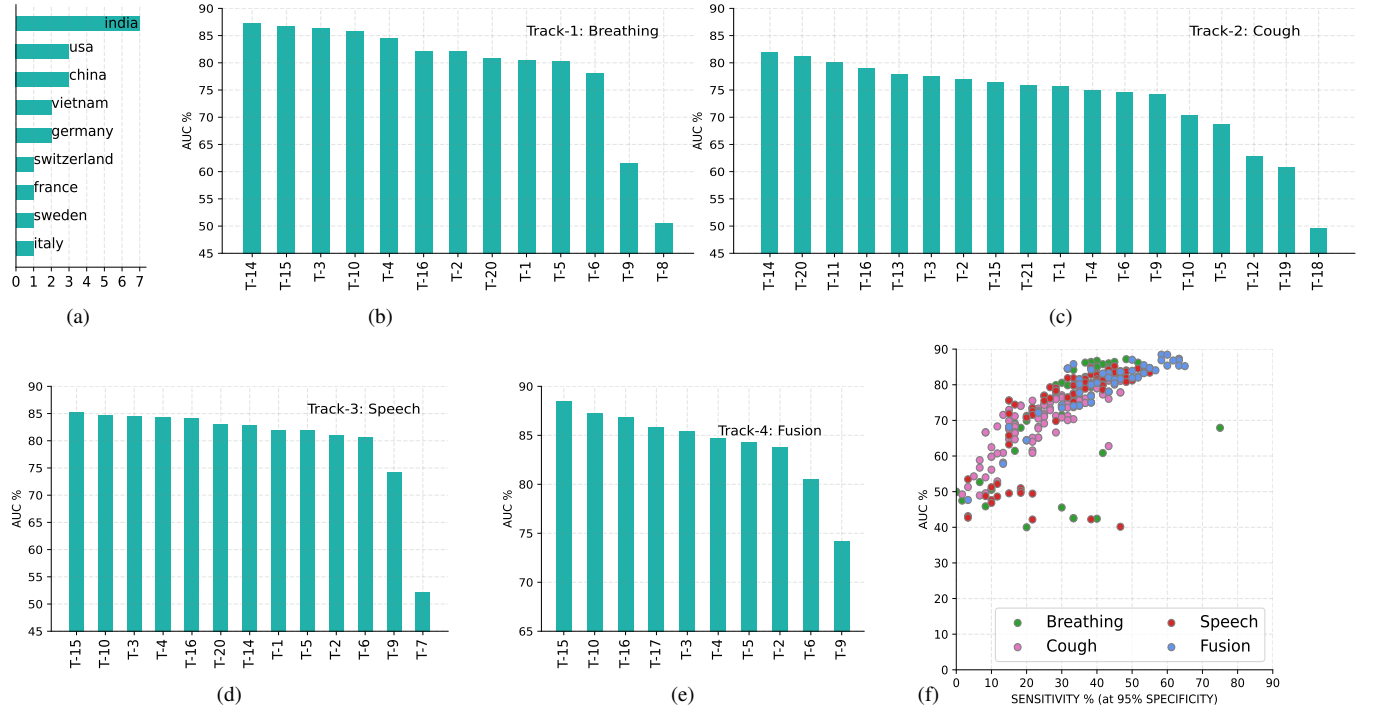 india
usa
china
vietnam
germany
switzerland
france
sweden
italy
0 1 2 3 4 5 6 7
(a)
Track-1: Breathing
AUC %
90
85
80
75
70
65
60
55
50
45
T-14 T-15 T-3 T-10 T-4 T-16 T-2 T-20 T-1 T-5 T-6 T-9 T-8
(b)
Track-2: Cough
AUC %
90
85
80
75
70
65
60
55
50
45
T-14 T-20 T-11 T-16 T-13 T-3 T-2 T-15 T-21 T-1 T-4 T-6 T-9 T-10 T-5 T-12 T-19 T-18
(c)
Track-3: Speech
AUC %
90
85
80
75
70
65
60
55
50
45
T-15 T-10 T-3 T-4 T-16 T-20 T-14 T-1 T-5 T-2 T-6 T-9 T-7
(d)
Track-4: Fusion
AUC %
90
85
80
75
70
65
T-15 T-10 T-16 T-17 T-3 T-4 T-5 T-2 T-6 T-9
(e)
AUC %
90
80
70
60
50
40
30
20
10
0
Breathing Speech
Cough Fusion
0 10 20 30 40 50 60 70 80 90
SENSITIVITY % (at 95% SPECIFICITY)
(f)